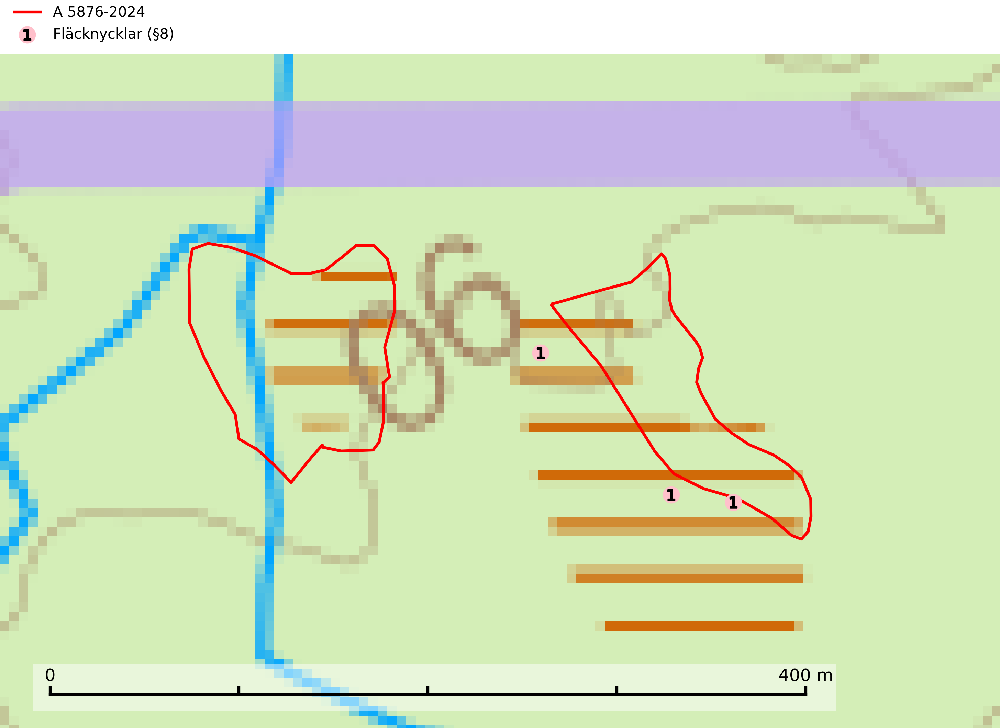 A 5876-2024
1 Fläcknycklar (§8)
1
1
1
0 400 m